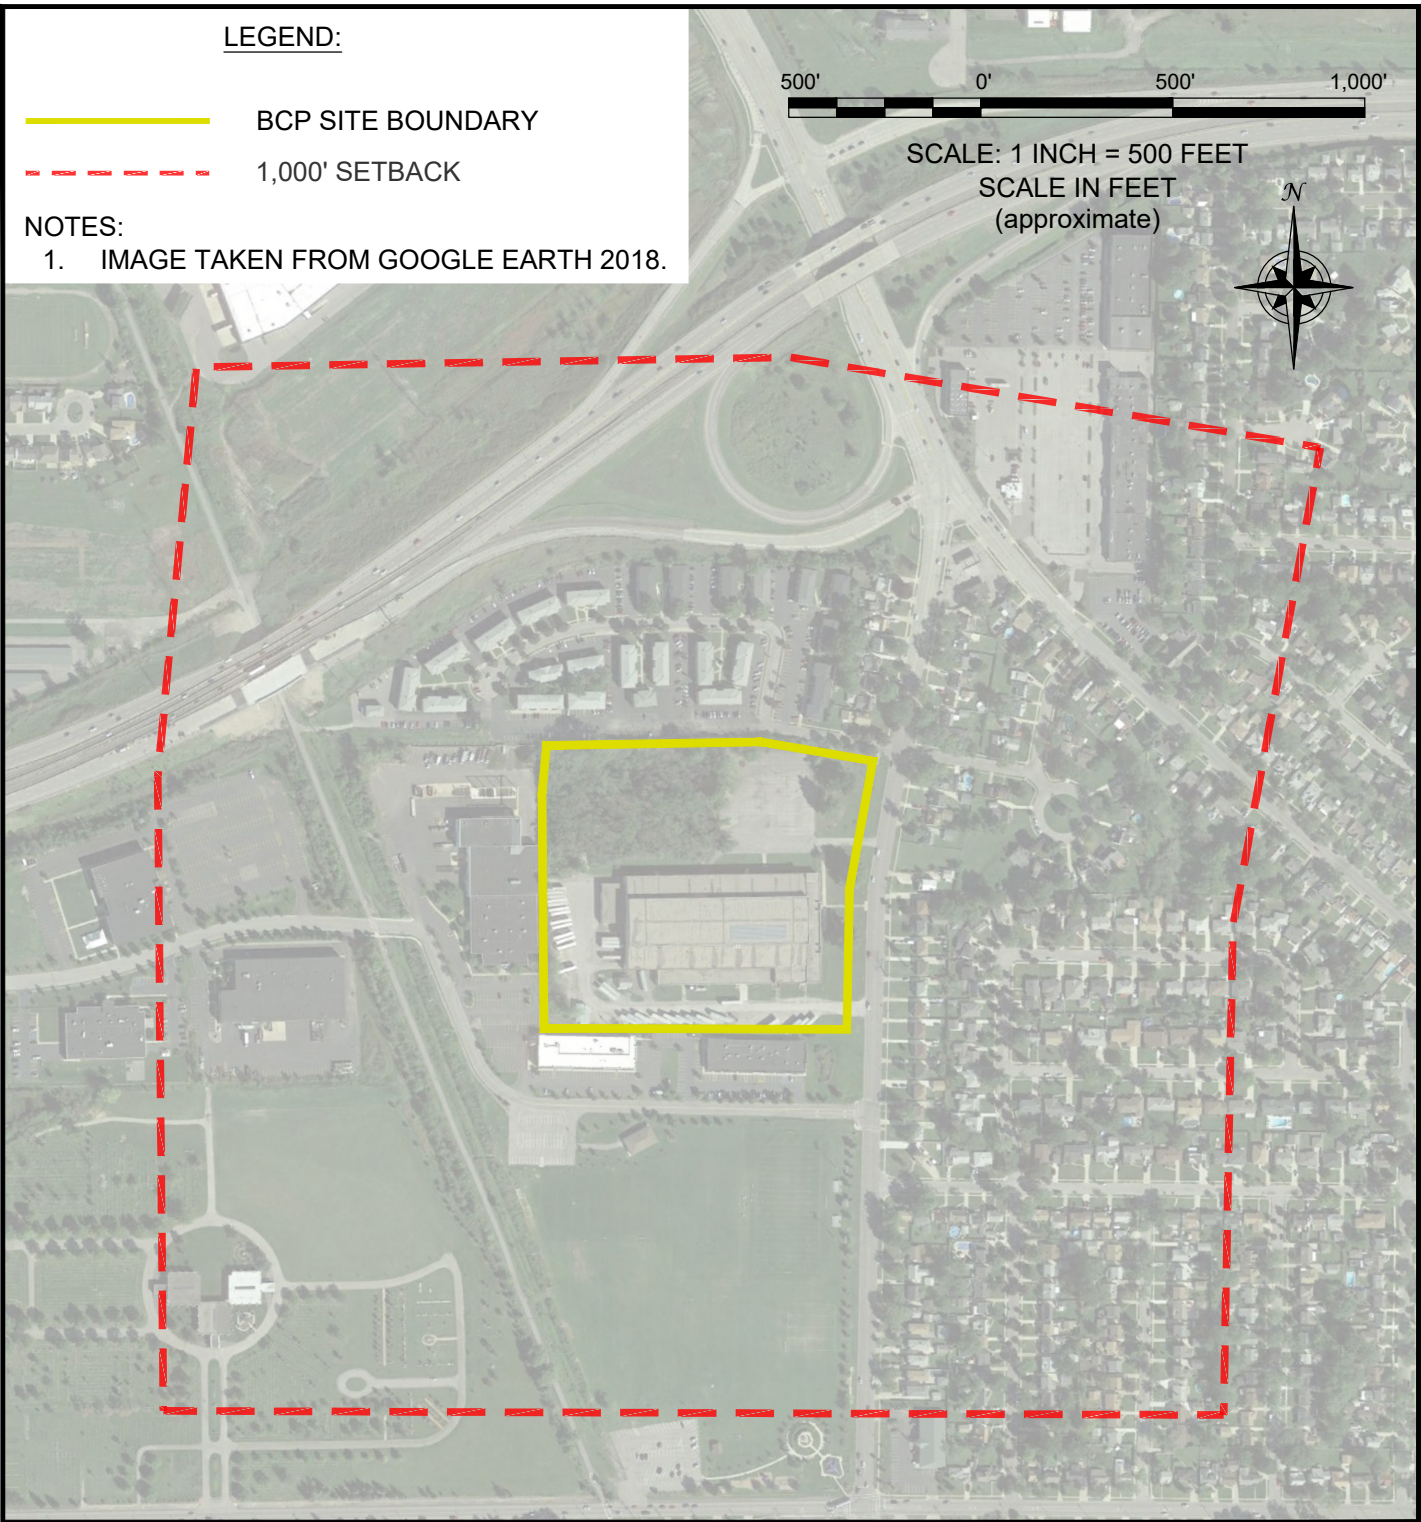 LEGEND:
BCP SITE BOUNDARY
1,000' SETBACK
NOTES:
1. IMAGE TAKEN FROM GOOGLE EARTH 2018.
500' 0' 500' 1,000'
SCALE: 1 INCH = 500 FEET
SCALE IN FEET
(approximate)
N